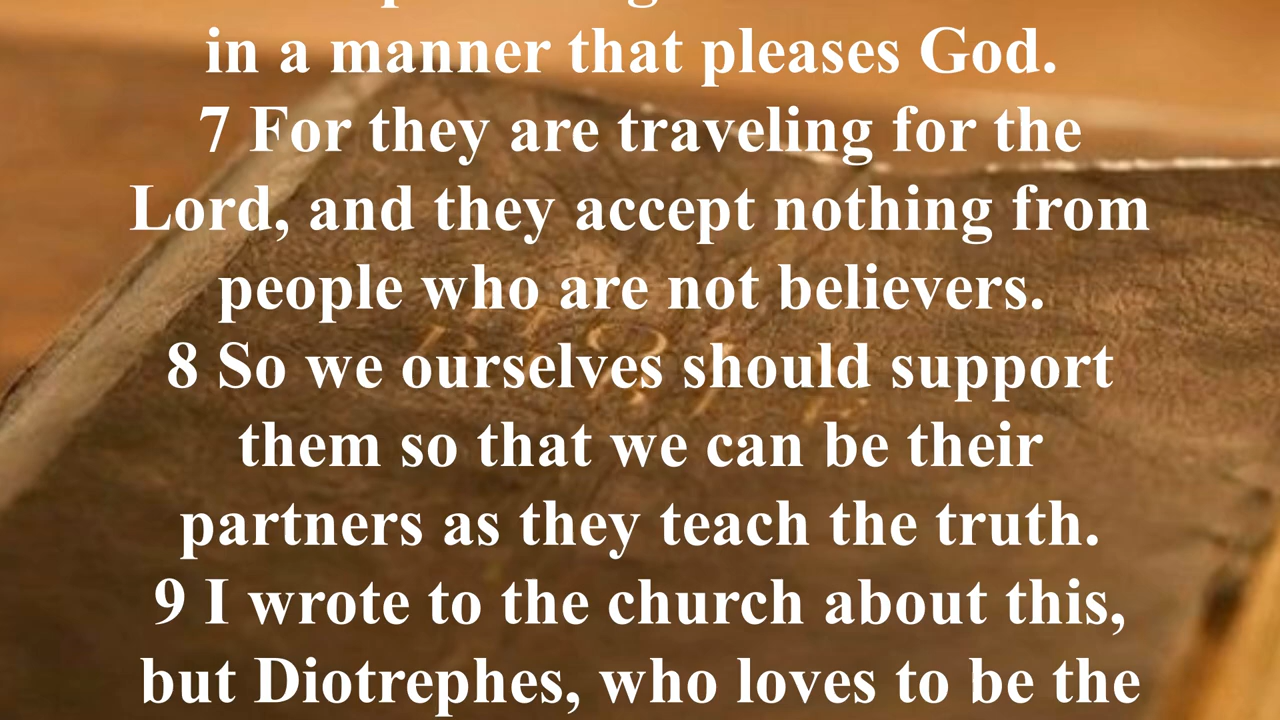 in a manner that pleases God.
7 For they are traveling for the
Lord, and they accept nothing from
people who are not believers.
8 So we ourselves should support
them so that we can be their
partners as they teach the truth.
9 I wrote to the church about this,
but Diotrephes, who loves to be the